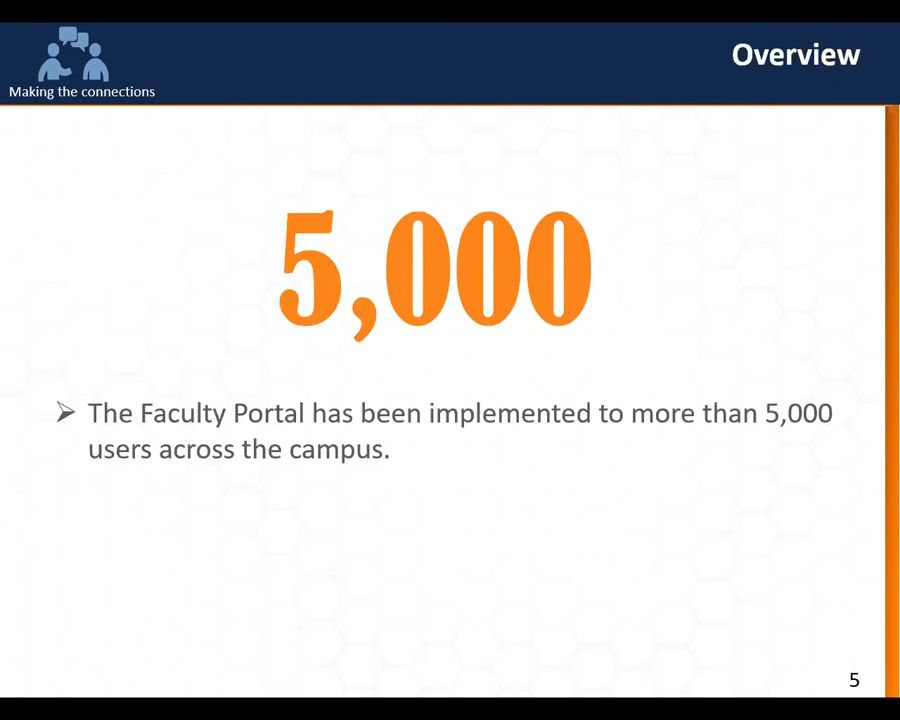 Making the connections
Overview
5,000
➢ The Faculty Portal has been implemented to more than 5,000
users across the campus.
5